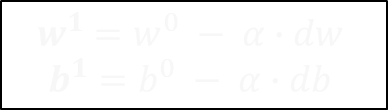 w¹ = w⁰ − α · dw
b¹ = b⁰ − α · db